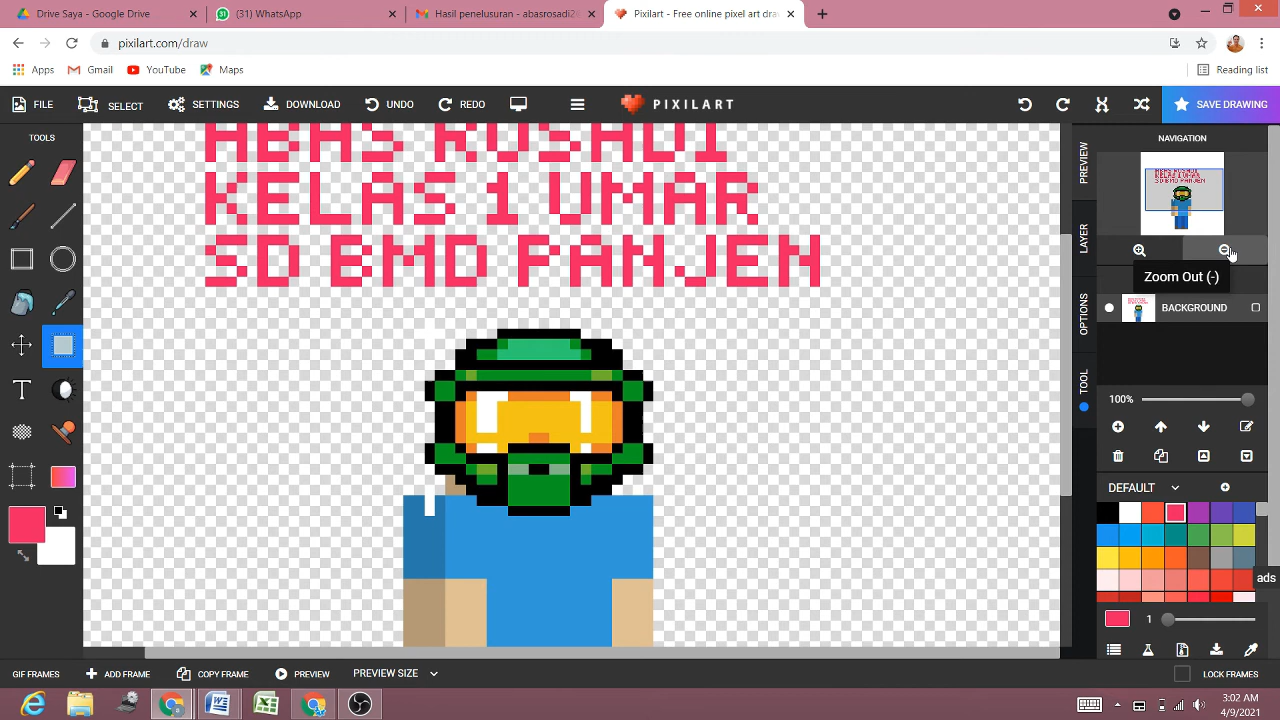 Drive Saya - Google Drive
(31) WhatsApp
Hasil penelusuran - abasrosadi2
Pixilart - Free online pixel art dra
pixilart.com/draw
Apps
Gmail
YouTube
Maps
Reading list
FILE
SELECT
SETTINGS
DOWNLOAD
UNDO
REDO
PIXILART
SAVE DRAWING
TOOLS
NAVIGATION
PREVIEW
LAYER
OPTIONS
TOOL
KELAS 1 UMAR
SD BMD PANJEN
T
Zoom Out (-)
BACKGROUND
100%
DEFAULT
ads
1
GIF FRAMES
ADD FRAME
COPY FRAME
PREVIEW
PREVIEW SIZE
LOCK FRAMES
3:02 AM
4/9/2021